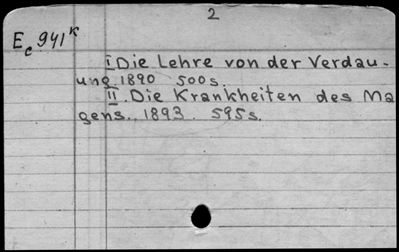 2
Ec 941k
I Die Lehre von der Verdau-
ung 1890 500s.
II. Die Krankheiten des Ma
gens. 1893. 595s.